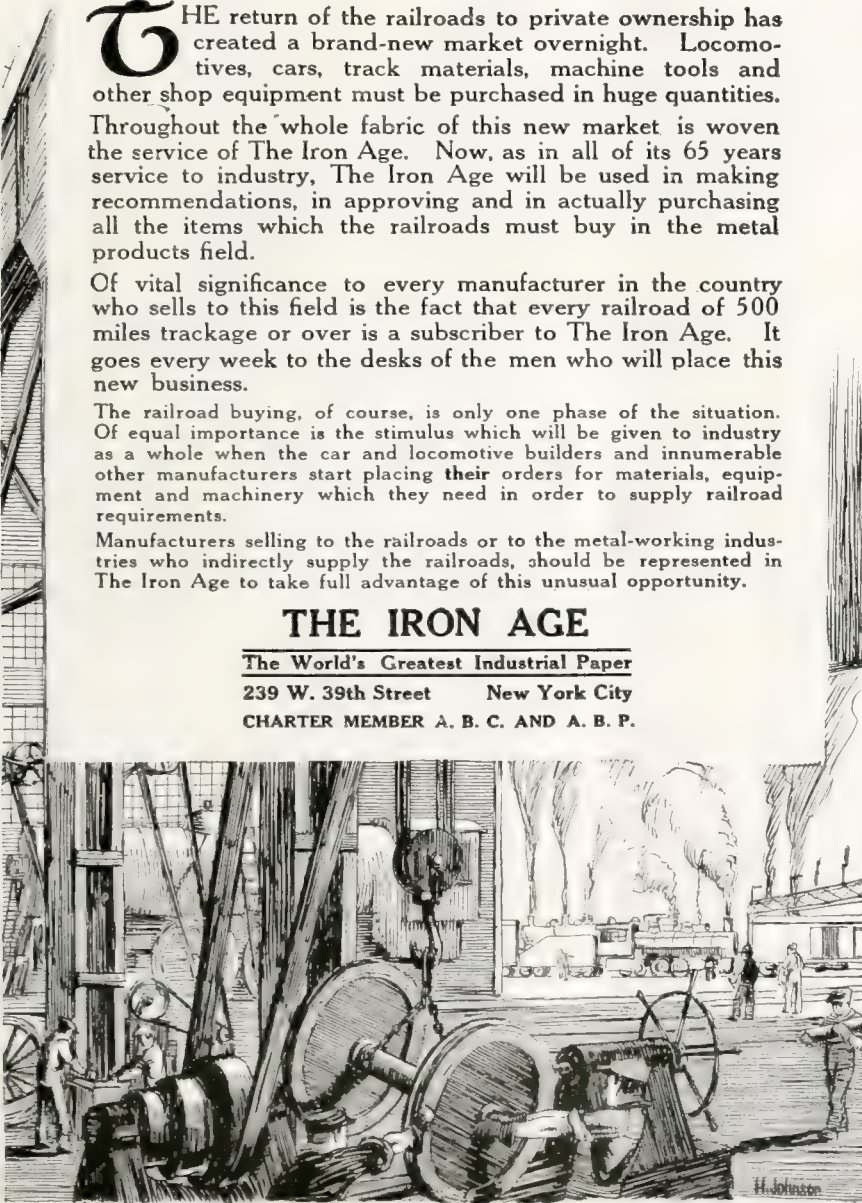 THE return of the railroads to private ownership has
created a brand-new market overnight. Locomo-
tives, cars, track materials, machine tools and
other shop equipment must be purchased in huge quantities.
Throughout the whole fabric of this new market is woven
the service of The Iron Age. Now, as in all of its 65 years
service to industry, The Iron Age will be used in making
recommendations, in approving and in actually purchasing
all the items which the railroads must buy in the metal
products field.
Of vital significance to every manufacturer in the country
who sells to this field is the fact that every railroad of 500
miles trackage or over is a subscriber to The Iron Age. It
goes every week to the desks of the men who will place this
new business.
The railroad buying, of course, is only one phase of the situation.
Of equal importance is the stimulus which will be given to industry
as a whole when the car and locomotive builders and innumerable
other manufacturers start placing their orders for materials, equip-
ment and machinery which they need in order to supply railroad
requirements.
Manufacturers selling to the railroads or to the metal-working indus-
tries who indirectly supply the railroads, should be represented in
The Iron Age to take full advantage of this unusual opportunity.
THE IRON AGE
The World's Greatest Industrial Paper
239 W. 39th Street New York City
CHARTER MEMBER A. B. C. AND A. B. P.
H. Johnson